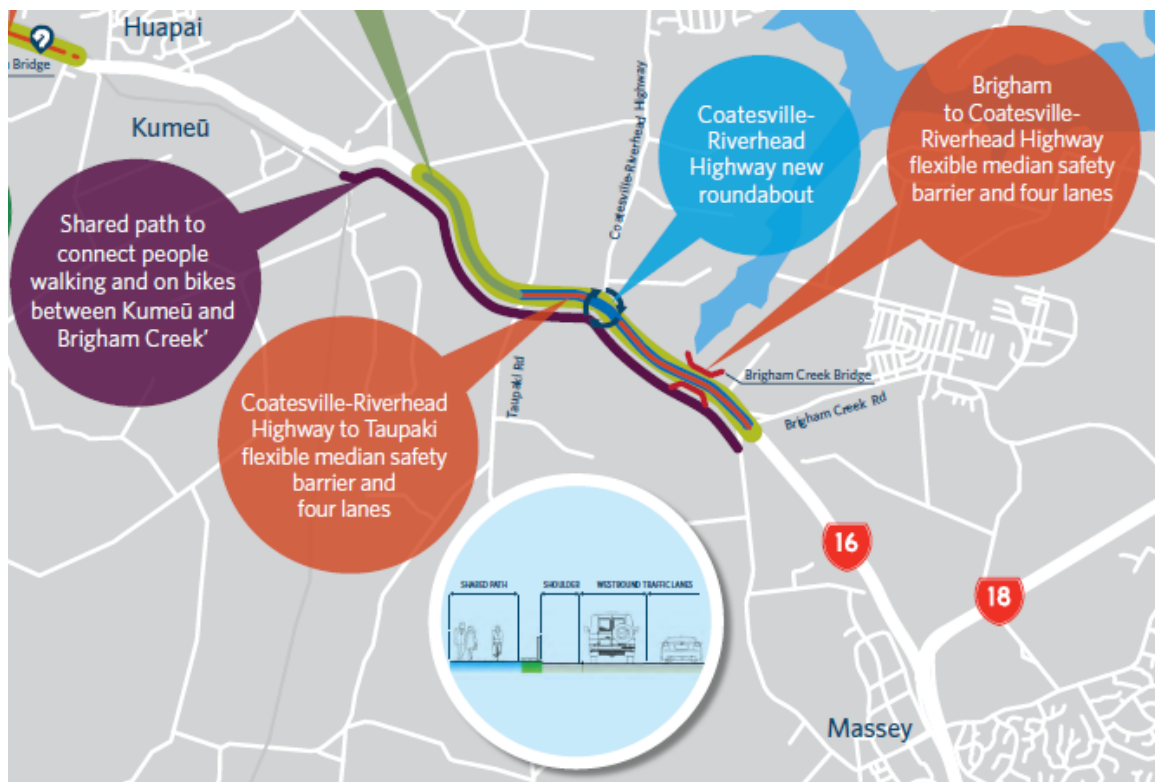 Huapai
2
Bridge
Kumeū
Shared path to
connect people
walking and on bikes
between Kumeū and
Brigham Creek'
Coatesville-Riverhead Highway
Coatesville-
Riverhead
Highway new
roundabout
Brigham
to Coatesville-
Riverhead Highway
flexible median safety
barrier and four lanes
Coatesville-Riverhead
Highway to Taupaki
flexible median safety
barrier and
four lanes
Taupaki Rd
Brigham Creek Bridge
Brigham Creek Rd
SHARED PATH
SHOULDER
WESTBOUND TRAFFIC LANES
16
18
Massey